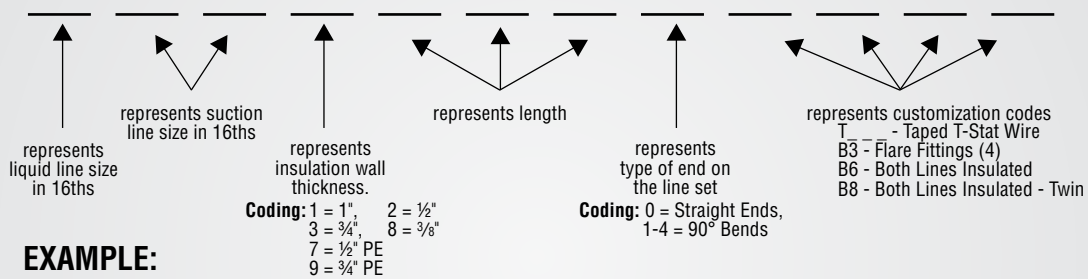 represents liquid line size in 16ths
represents suction
line size in 16ths
represents
insulation wall
thickness.
Coding: 1 = 1", 2 = ½"
3 = ¾", 8 = ⅜"
7 = ½" PE
9 = ¾" PE
represents length
represents
type of end on
the line set
Coding: 0 = Straight Ends,
1-4 = 90° Bends
represents customization codes
T_ _ _ - Taped T-Stat Wire
B3 - Flare Fittings (4)
B6 - Both Lines Insulated
B8 - Both Lines Insulated - Twin
EXAMPLE: